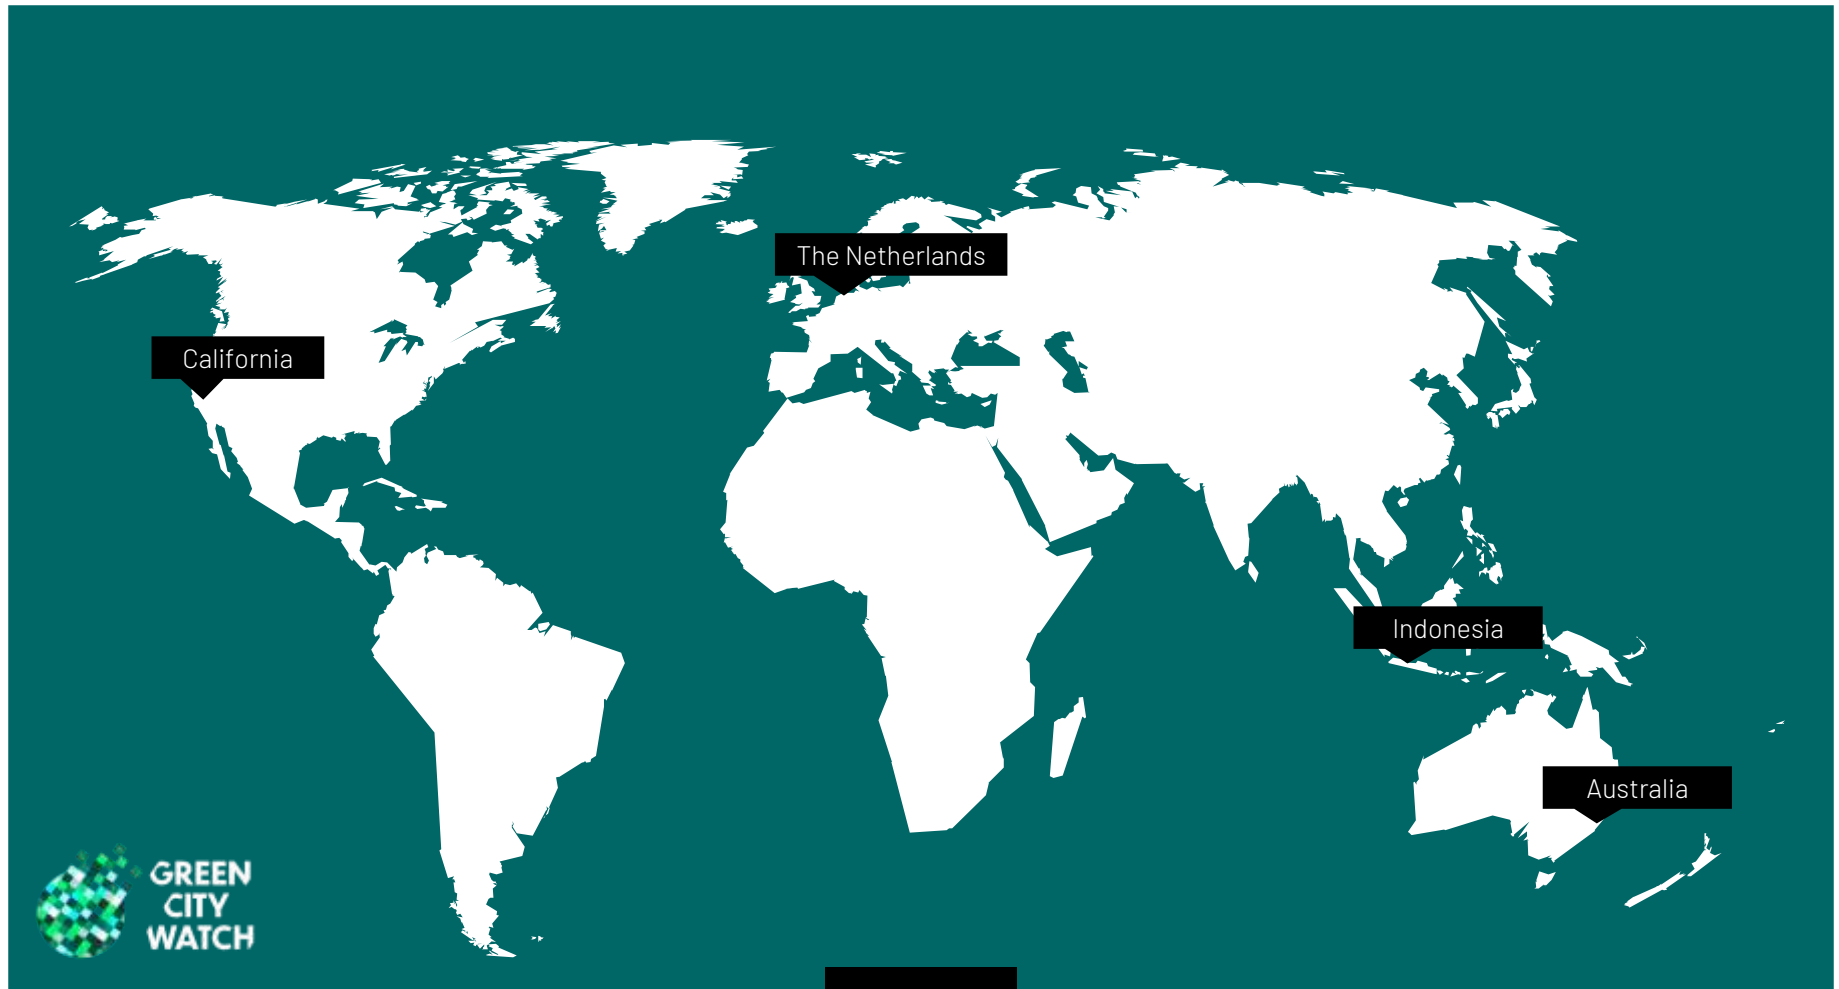 The Netherlands
California
Indonesia
Australia
GREEN
CITY
WATCH